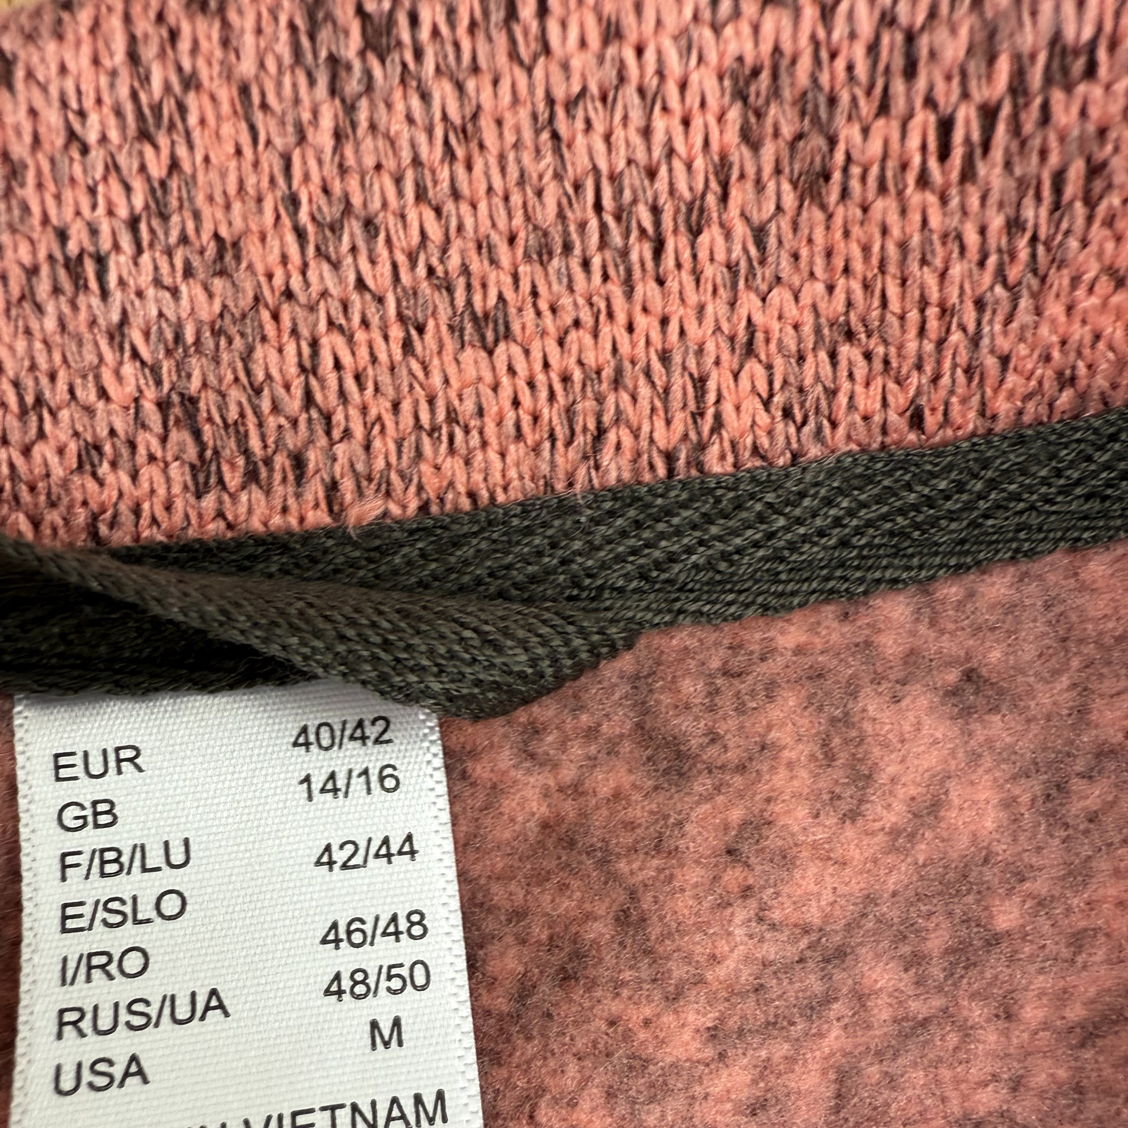 EUR 40/42
GB 14/16
F/B/LU 42/44
E/SLO
I/RO 46/48
RUS/UA 48/50
USA M
VIETNAM